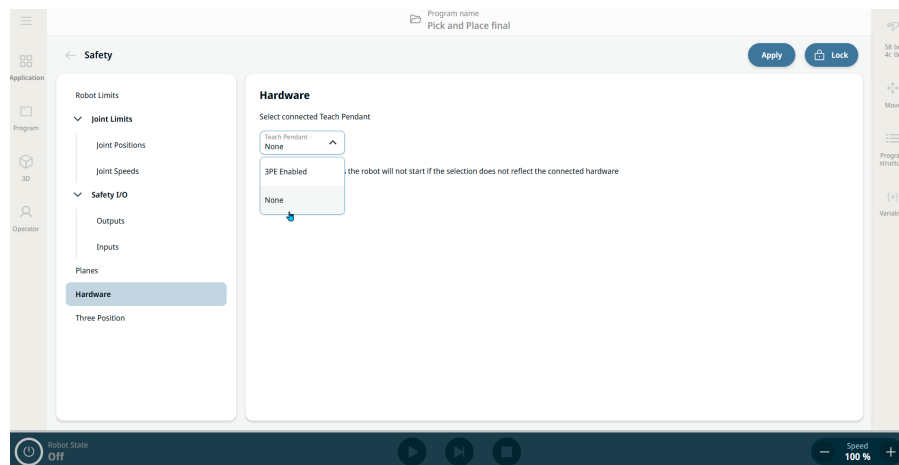 Program name
Pick and Place final
Safety
Apply
Lock
Application
Program
3D
Operator
Robot Limits
Joint Limits
Joint Positions
Joint Speeds
Safety I/O
Outputs
Inputs
Planes
Hardware
Three Position
Hardware
Select connected Teach Pendant
Teach Pendant
None
3PE Enabled
the robot will not start if the selection does not reflect the connected hardware
None
58
4c
Move
Robot State
Off
Speed
100 %